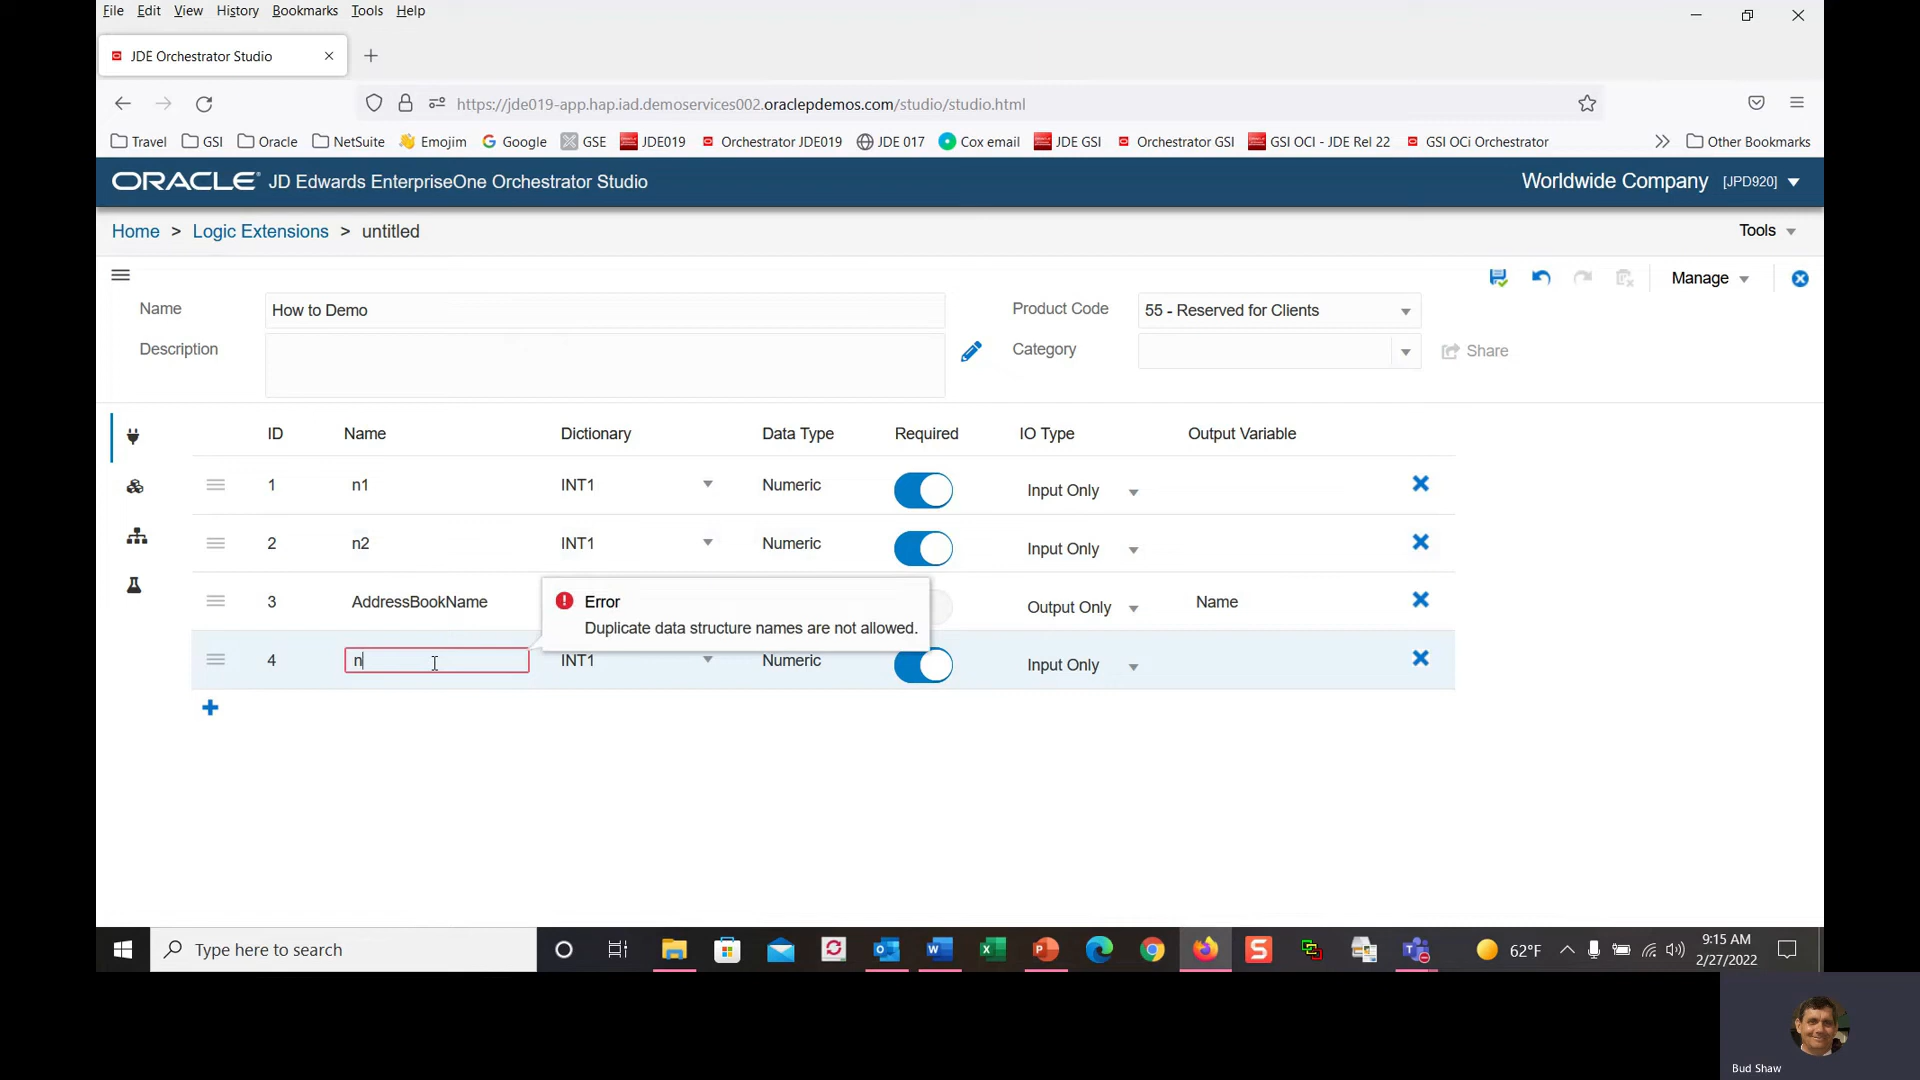 File Edit View History Bookmarks Tools Help
JDE Orchestrator Studio
https://jde019-app.hap.iad.demoservices002.oraclepdemos.com/studio/studio.html
Travel GSI Oracle NetSuite Emojim Google GSE JDE019 Orchestrator JDE019 JDE 017 Cox email JDE GSI Orchestrator GSI GSI OCI - JDE Rel 22 GSI OCi Orchestrator Other Bookmarks
ORACLE JD Edwards EnterpriseOne Orchestrator Studio Worldwide Company [JPD920]
Home > Logic Extensions > untitled Tools
Manage
Name How to Demo Product Code 55 - Reserved for Clients
Description Category Share
ID Name Dictionary Data Type Required IO Type Output Variable
1 n1 INT1 Numeric Input Only
2 n2 INT1 Numeric Input Only
3 AddressBookName Output Only Name
Error
Duplicate data structure names are not allowed.
4 n INT1 Numeric Input Only
Type here to search 62°F 9:15 AM
2/27/2022
Bud Shaw